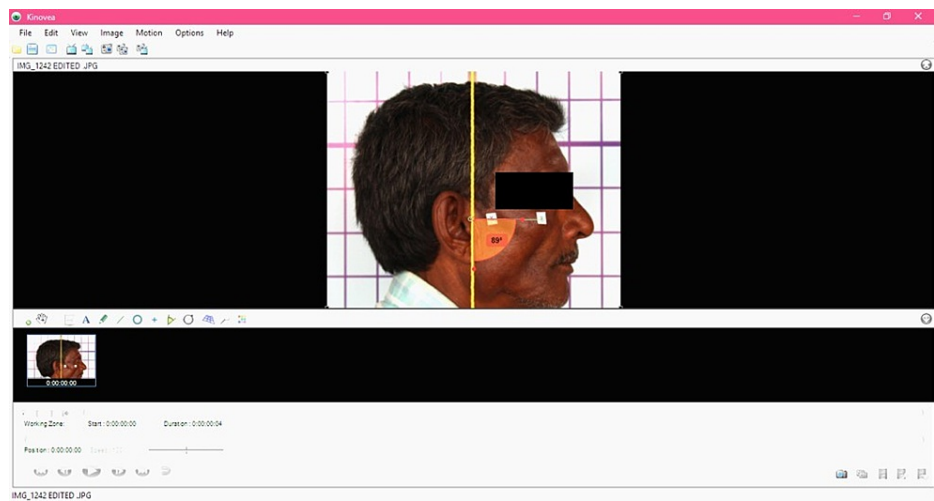 Kinovea
File Edit View Image Motion Options Help
IMG_1242 EDITED .JPG
89°
A
0:00:00:00
Working Zone: Start : 0:00:00:00 Duration : 0:00:00:04
Position : 0:00:00:00
IMG_1242 EDITED .JPG